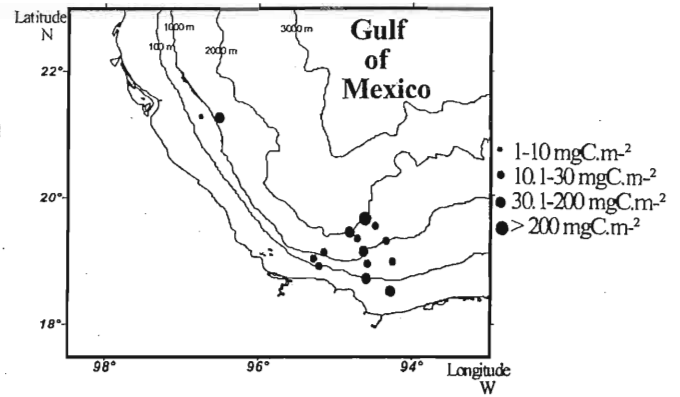 Latitude
N
1000 m
100 m
2000 m
3000 m
Gulf
of
Mexico
22°
20°
18°
98°
96°
94°
Longitude
W
1-10 mgC.m-²
10.1-30 mgC.m-²
30.1-200 mgC.m-²
> 200 mgC.m-²